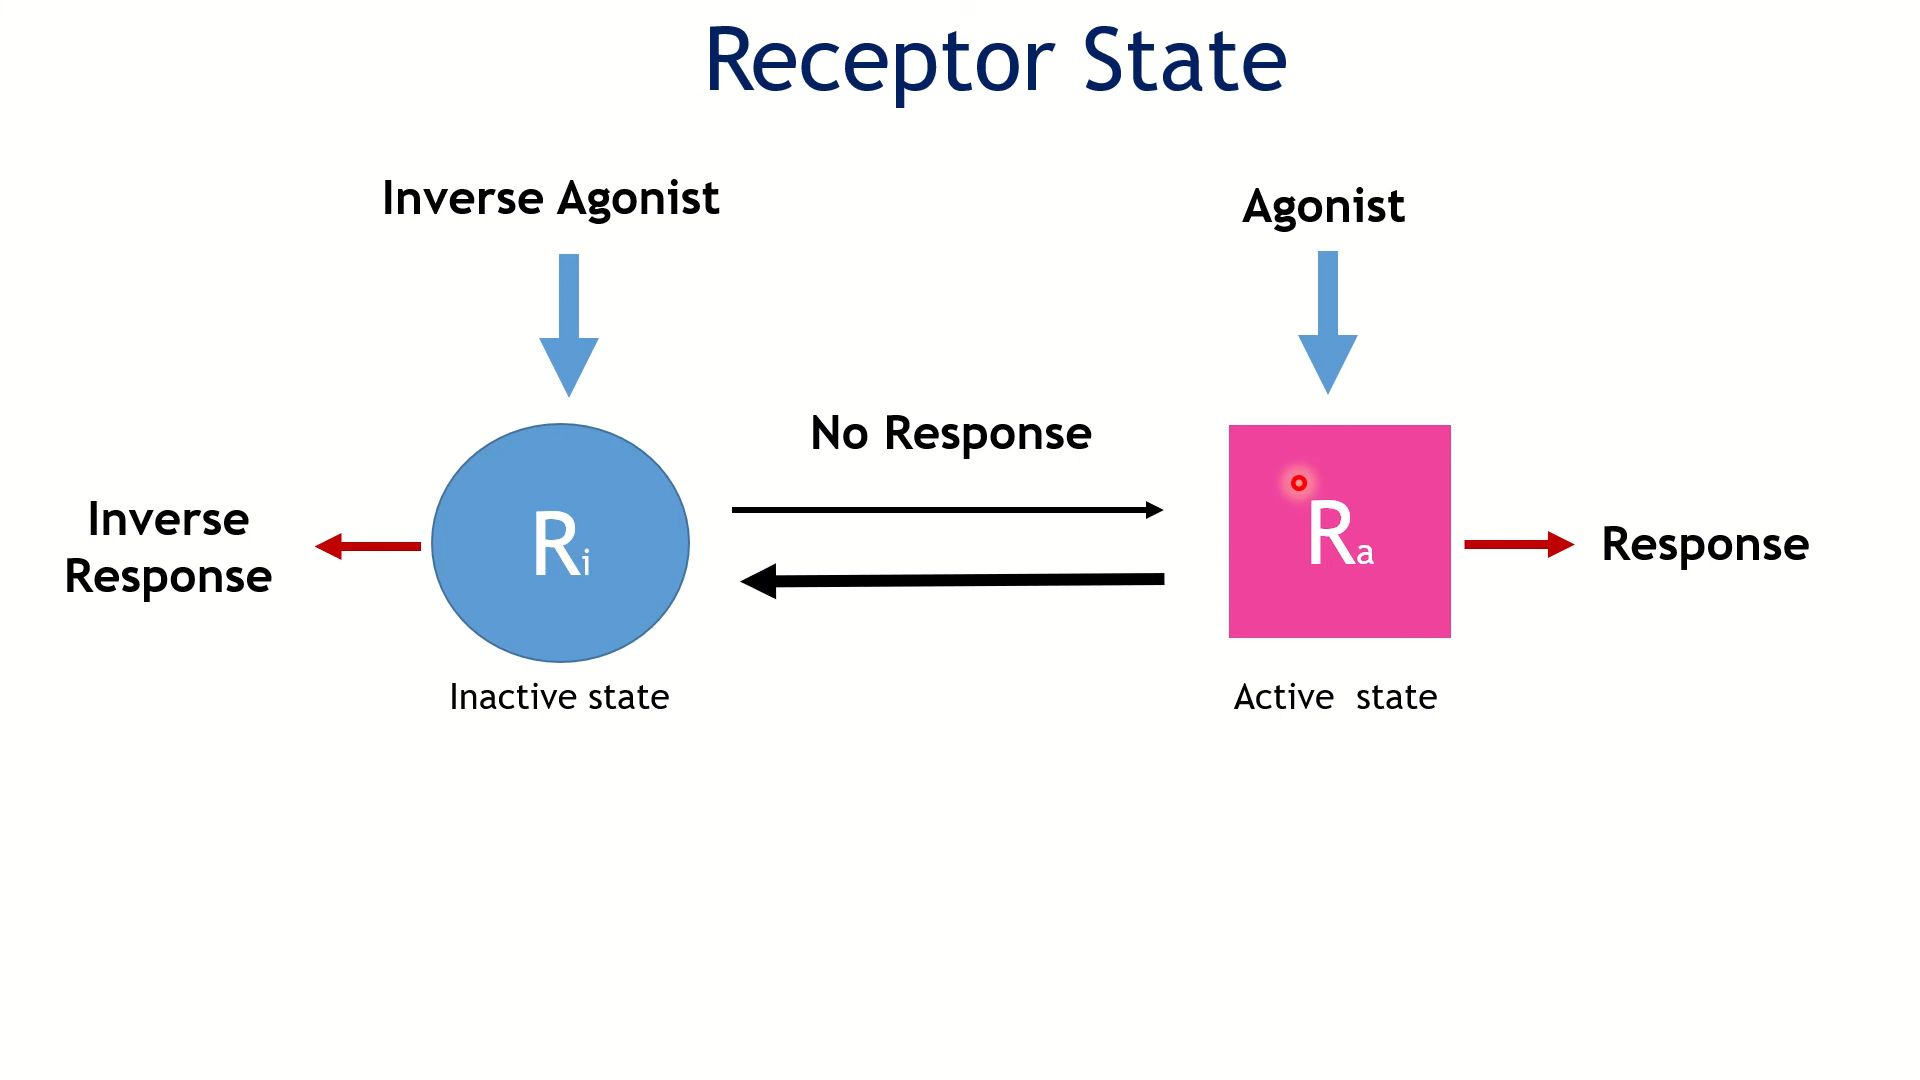 Receptor State
Inverse Agonist
Agonist
No Response
Inverse
Response
Ri
Ra
Response
Inactive state
Active state